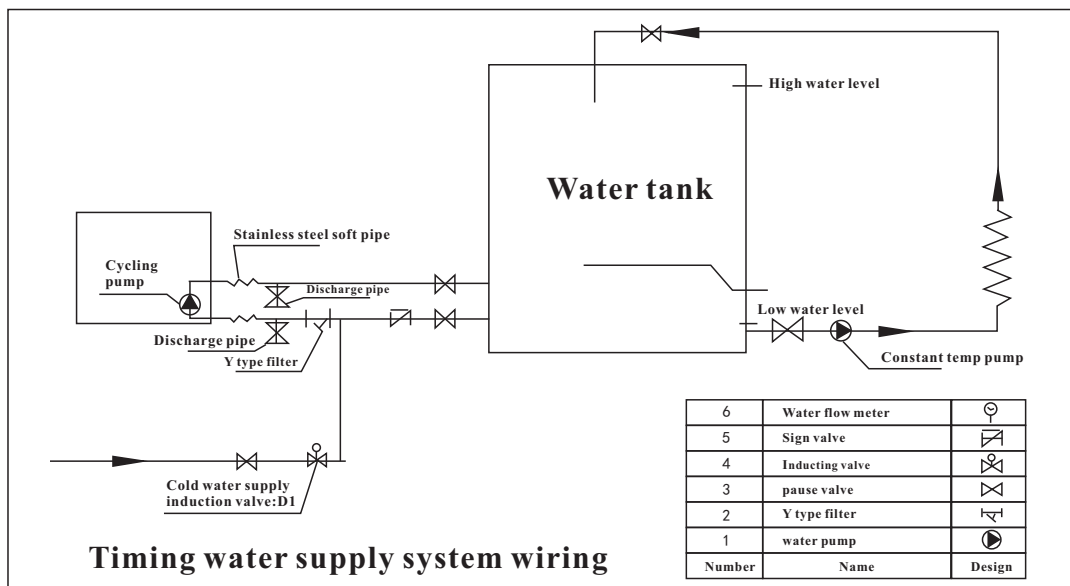 High water level
Water tank
Stainless steel soft pipe
Cycling
pump
Discharge pipe
Low water level
Discharge pipe
Y type filter
Constant temp pump
Cold water supply
induction valve:D1
6 Water flow meter
5 Sign valve
4 Inducting valve
3 pause valve
2 Y type filter
1 water pump
Number Name Design
Timing water supply system wiring